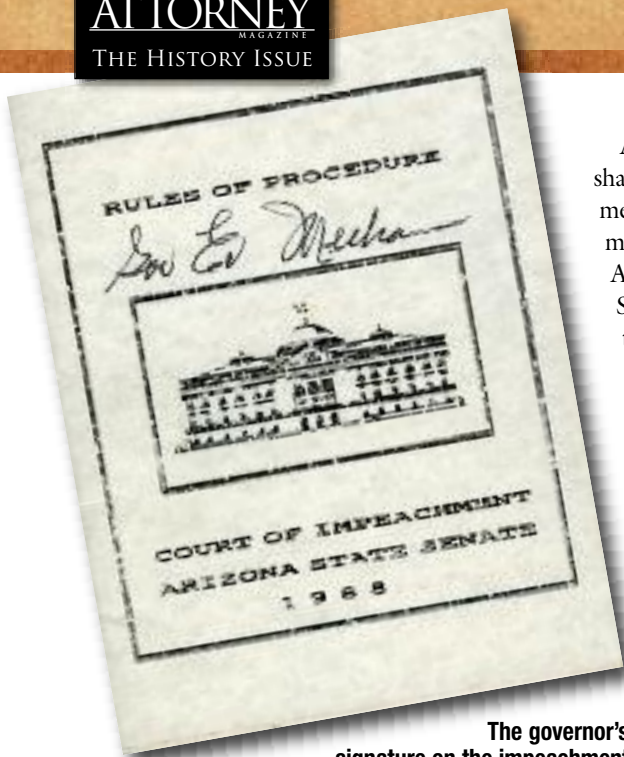 ATTORNEY
MAGAZINE
THE HISTORY ISSUE
RULES OF PROCEDURE
Gov Ev Mecham
COURT OF IMPEACHMENT
ARIZONA STATE SENATE
1988
The governor's
signature on the impeachment